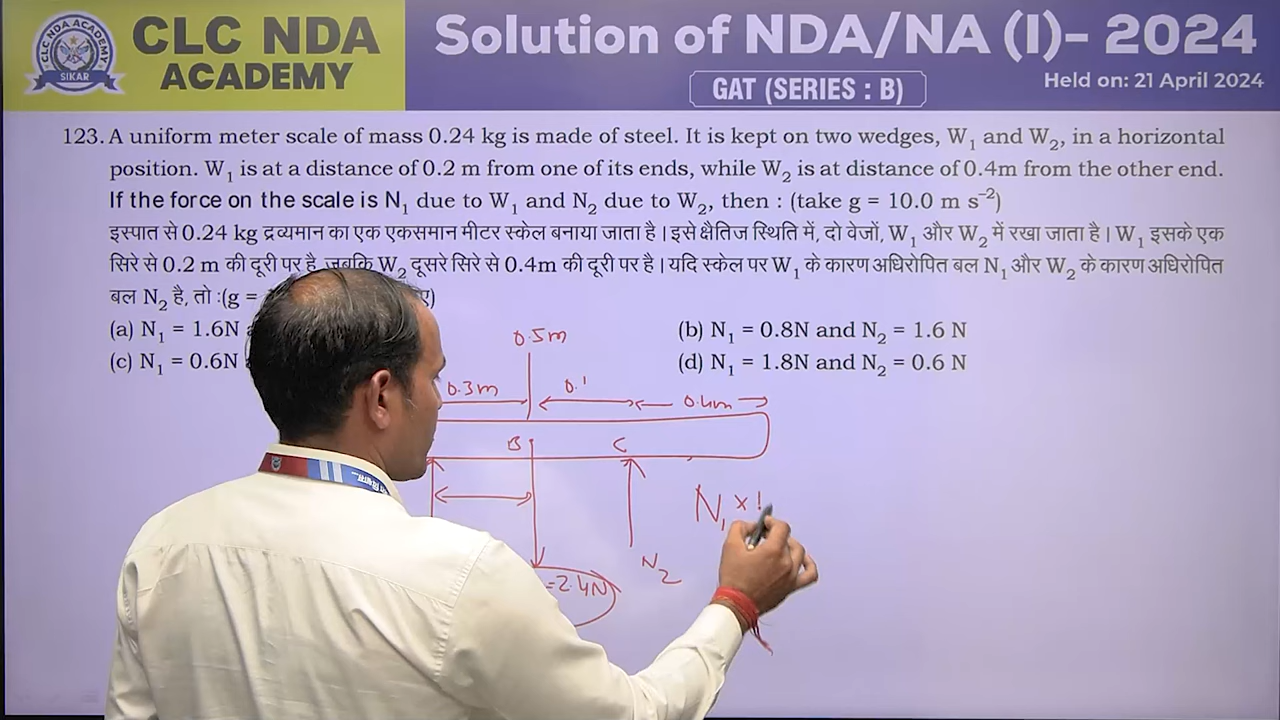 CLC NDA ACADEMY
SIKAR
CLC NDA
ACADEMY
Solution of NDA/NA (I)- 2024
GAT (SERIES : B)
Held on: 21 April 2024
123. A uniform meter scale of mass 0.24 kg is made of steel. It is kept on two wedges, W₁ and W₂, in a horizontal
position. W₁ is at a distance of 0.2 m from one of its ends, while W₂ is at distance of 0.4m from the other end.
If the force on the scale is N₁ due to W₁ and N₂ due to W₂, then : (take g = 10.0 m s⁻²)
इस्पात से 0.24 kg द्रव्यमान का एक एकसमान मीटर स्केल बनाया जाता है। इसे क्षैतिज स्थिति में, दो वेजों, W₁ और W₂ में रखा जाता है। W₁ इसके एक
सिरे से 0.2 m की दूरी पर है, जबकि W₂ दूसरे सिरे से 0.4m की दूरी पर है। यदि स्केल पर W₁ के कारण अधिरोपित बल N₁ और W₂ के कारण अधिरोपित
बल N₂ है, तो :(g =
(a) N₁ = 1.6N
(b) N₁ = 0.8N and N₂ = 1.6 N
(c) N₁ = 0.6N
(d) N₁ = 1.8N and N₂ = 0.6 N
0.5m
0.3m 0.1 0.4m
B C
N₁ ×
N₂
=2.4N